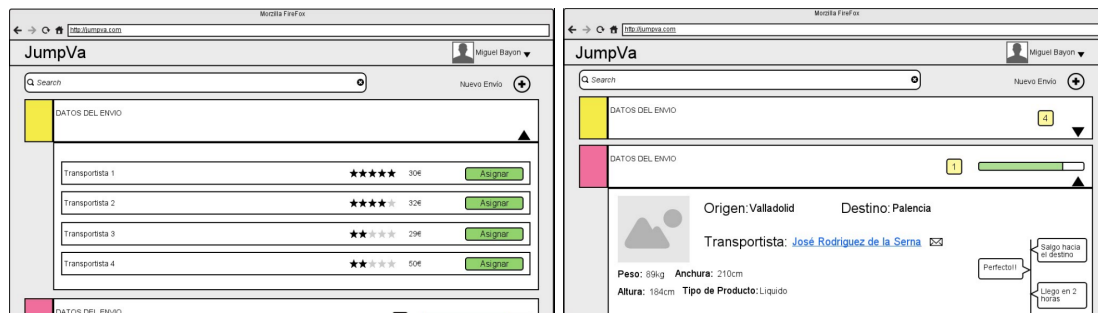 Morzilla FireFox
http://jumpva.com
JumpVa
Miguel Bayon
Search
Nuevo Envio
DATOS DEL ENVIO
Transportista 1
30€
Asignar
Transportista 2
32€
Asignar
Transportista 3
29€
Asignar
Transportista 4
50€
Asignar
DATOS DEL ENVIO
Morzilla FireFox
http://jumpva.com
JumpVa
Miguel Bayon
Search
Nuevo Envio
DATOS DEL ENVIO
4
DATOS DEL ENVIO
1
Origen: Valladolid Destino: Palencia
Transportista: José Rodriguez de la Serna
Salgo hacia
el destino
Perfecto!!
Peso: 89kg Anchura: 210cm
Altura: 184cm Tipo de Producto: Liquido
Llego en 2
horas